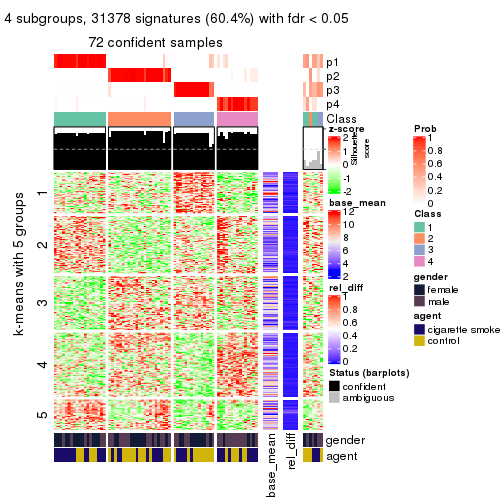 4 subgroups, 31378 signatures (60.4%) with fdr < 0.05
72 confident samples
p1
p2
p3
p4
Class
Silhouette
score
k-means with 5 groups
1
2
3
4
5
gender
agent
base_mean
rel_diff
z-score
2
1
0
-1
-2
base_mean
12
10
8
6
4
2
rel_diff
1
0.8
0.6
0.4
0.2
0
Status (barplots)
confident
ambiguous
Prob
1
0.8
0.6
0.4
0.2
0
Class
1
2
3
4
gender
female
male
agent
cigarette smoke
control